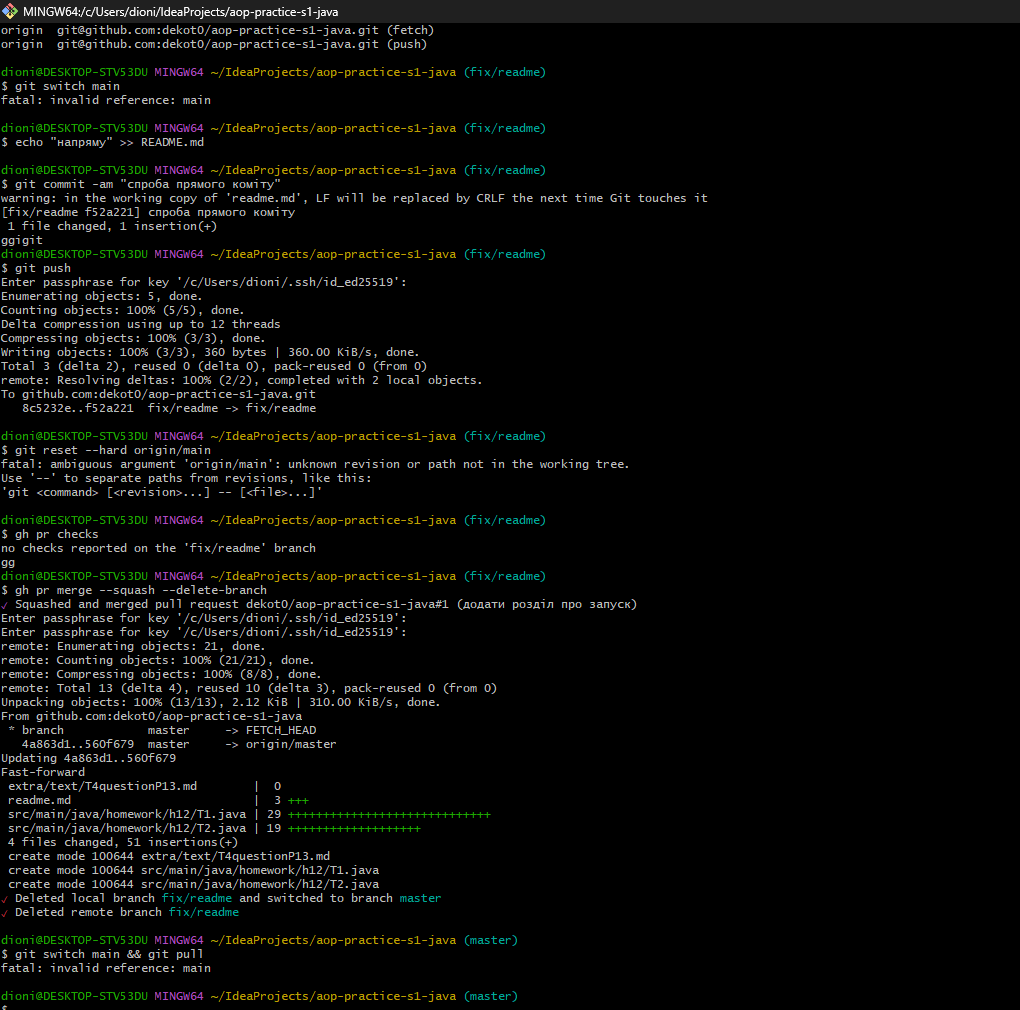 MINGW64:/c/Users/dioni/IdeaProjects/aop-practice-s1-java
origin  git@github.com:dekot0/aop-practice-s1-java.git (fetch)
origin  git@github.com:dekot0/aop-practice-s1-java.git (push)
dioni@DESKTOP-STV53DU MINGW64 ~/IdeaProjects/aop-practice-s1-java (fix/readme)
$ git switch main
fatal: invalid reference: main
dioni@DESKTOP-STV53DU MINGW64 ~/IdeaProjects/aop-practice-s1-java (fix/readme)
$ echo "напряму" >> README.md
dioni@DESKTOP-STV53DU MINGW64 ~/IdeaProjects/aop-practice-s1-java (fix/readme)
$ git commit -am "спроба прямого коміту"
warning: in the working copy of 'readme.md', LF will be replaced by CRLF the next time Git touches it
[fix/readme f52a221] спроба прямого коміту
 1 file changed, 1 insertion(+)
ggigit
dioni@DESKTOP-STV53DU MINGW64 ~/IdeaProjects/aop-practice-s1-java (fix/readme)
$ git push
Enter passphrase for key '/c/Users/dioni/.ssh/id_ed25519':
Enumerating objects: 5, done.
Counting objects: 100% (5/5), done.
Delta compression using up to 12 threads
Compressing objects: 100% (3/3), done.
Writing objects: 100% (3/3), 360 bytes | 360.00 KiB/s, done.
Total 3 (delta 2), reused 0 (delta 0), pack-reused 0 (from 0)
remote: Resolving deltas: 100% (2/2), completed with 2 local objects.
To github.com:dekot0/aop-practice-s1-java.git
   8c5232e..f52a221  fix/readme -> fix/readme
dioni@DESKTOP-STV53DU MINGW64 ~/IdeaProjects/aop-practice-s1-java (fix/readme)
$ git reset --hard origin/main
fatal: ambiguous argument 'origin/main': unknown revision or path not in the working tree.
Use '--' to separate paths from revisions, like this:
'git <command> [<revision>...] -- [<file>...]'
dioni@DESKTOP-STV53DU MINGW64 ~/IdeaProjects/aop-practice-s1-java (fix/readme)
$ gh pr checks
no checks reported on the 'fix/readme' branch
gg
dioni@DESKTOP-STV53DU MINGW64 ~/IdeaProjects/aop-practice-s1-java (fix/readme)
$ gh pr merge --squash --delete-branch
✓ Squashed and merged pull request dekot0/aop-practice-s1-java#1 (додати розділ про запуск)
Enter passphrase for key '/c/Users/dioni/.ssh/id_ed25519':
Enter passphrase for key '/c/Users/dioni/.ssh/id_ed25519':
remote: Enumerating objects: 21, done.
remote: Counting objects: 100% (21/21), done.
remote: Compressing objects: 100% (8/8), done.
remote: Total 13 (delta 4), reused 10 (delta 3), pack-reused 0 (from 0)
Unpacking objects: 100% (13/13), 2.12 KiB | 310.00 KiB/s, done.
From github.com:dekot0/aop-practice-s1-java
 * branch            master     -> FETCH_HEAD
   4a863d1..560f679  master     -> origin/master
Updating 4a863d1..560f679
Fast-forward
 extra/text/T4questionP13.md        |  0
 readme.md                          |  3 +++
 src/main/java/homework/h12/T1.java | 29 +++++++++++++++++++++++++++++
 src/main/java/homework/h12/T2.java | 19 +++++++++++++++++++
 4 files changed, 51 insertions(+)
 create mode 100644 extra/text/T4questionP13.md
 create mode 100644 src/main/java/homework/h12/T1.java
 create mode 100644 src/main/java/homework/h12/T2.java
✓ Deleted local branch fix/readme and switched to branch master
✓ Deleted remote branch fix/readme
dioni@DESKTOP-STV53DU MINGW64 ~/IdeaProjects/aop-practice-s1-java (master)
$ git switch main && git pull
fatal: invalid reference: main
dioni@DESKTOP-STV53DU MINGW64 ~/IdeaProjects/aop-practice-s1-java (master)
$